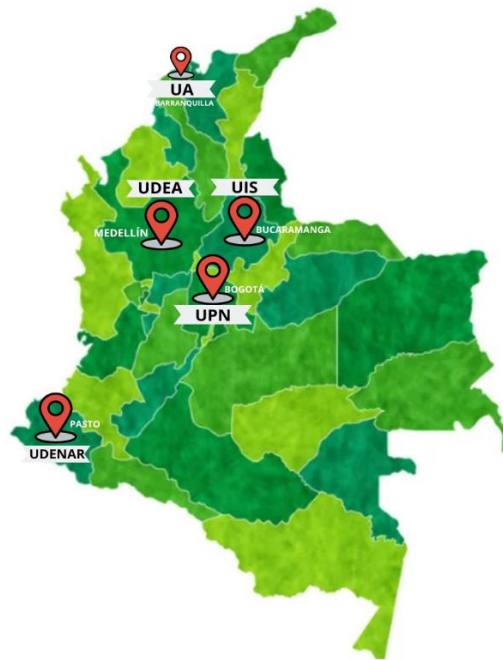 UA
BARRANQUILLA
UDEA
UIS
MEDELLÍN
BUCARAMANGA
BOGOTÁ
UPN
PASTO
UDENAR